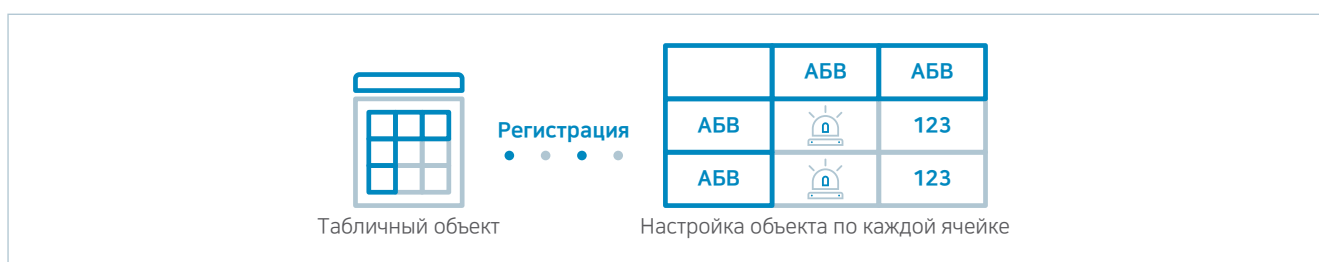 АБВ АБВ
Регистрация
АБВ 123
АБВ 123
Табличный объект
Настройка объекта по каждой ячейке